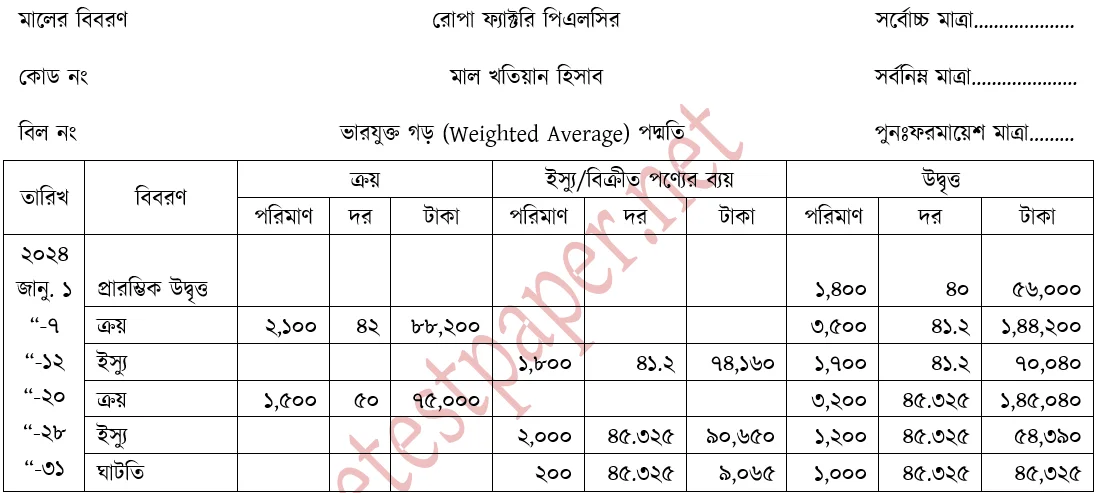 মালের বিবরণ রোপা ফ্যাক্টরি পিএলসির সর্বোচ্চ মাত্রা.....................
কোড নং মাল খতিয়ান হিসাব সর্বনিম্ন মাত্রা......................
বিল নং ভারযুক্ত গড় (Weighted Average) পদ্মতি পুনঃফরমায়েশ মাত্রা.........
তারিখ বিবরণ ক্রয় ইস্যু/বিক্রীত পণ্যের ব্যয় উদ্বৃত্ত
পরিমাণ দর টাকা পরিমাণ দর টাকা পরিমাণ দর টাকা
২০২৪
জানু. ১ প্রারম্ভিক উদ্বৃত্ত ১,৪০০ ৪০ ৫৬,০০০
“-৭ ক্রয় ২,১০০ ৪২ ৮৮,২০০ ৩,৫০০ ৪১.২ ১,৪৪,২০০
“-১২ ইস্যু ১,৮০০ ৪১.২ ৭৪,১৬০ ১,৭০০ ৪১.২ ৭০,০৪০
“-২০ ক্রয় ১,৫০০ ৫০ ৭৫,০০০ ৩,২০০ ৪৫.৩২৫ ১,৪৫,০৪০
“-২৮ ইস্যু ২,০০০ ৪৫.৩২৫ ৯০,৬৫০ ১,২০০ ৪৫.৩২৫ ৫৪,৩৯০
“-৩১ ঘাটতি ২০০ ৪৫.৩২৫ ৯,০৬৫ ১,০০০ ৪৫.৩২৫ ৪৫,৩২৫
etestpaper.net